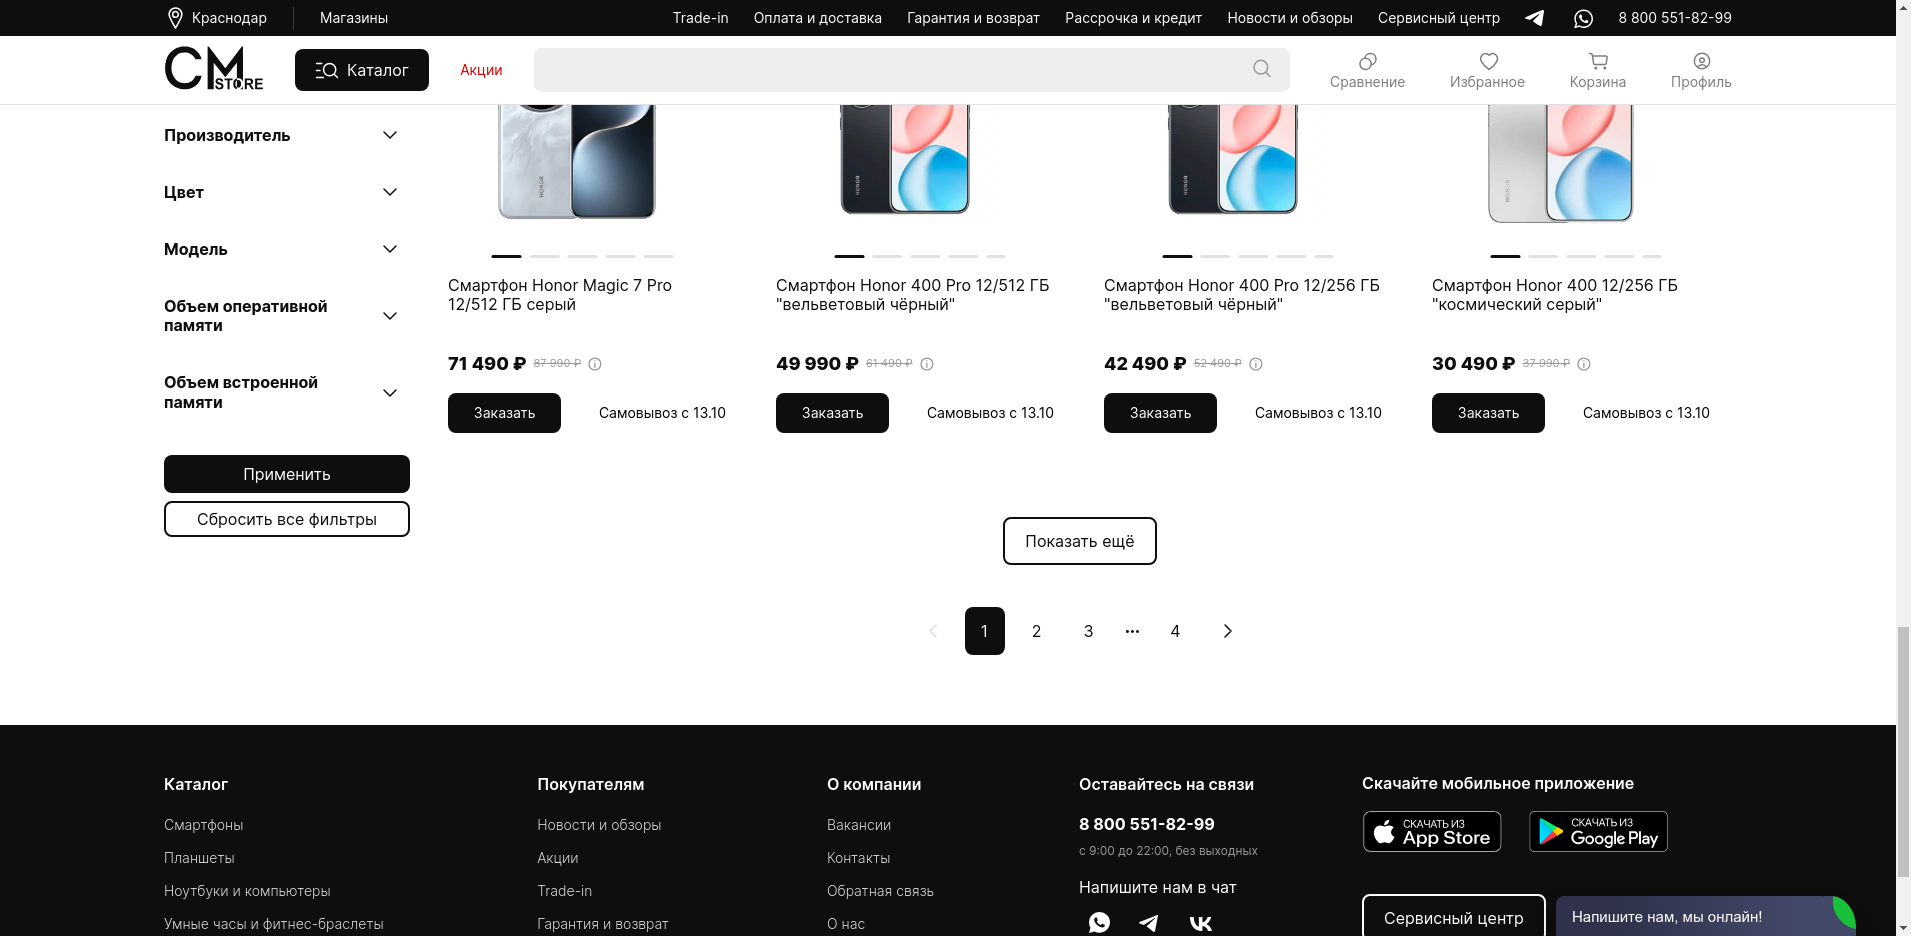 Краснодар
Магазины
Trade-in
Оплата и доставка
Гарантия и возврат
Рассрочка и кредит
Новости и обзоры
Сервисный центр
8 800 551-82-99
CM STORE
Каталог
Акции
Сравнение
Избранное
Корзина
Профиль
Производитель
Цвет
Модель
Объем оперативной
памяти
Объем встроенной
памяти
Применить
Сбросить все фильтры
HONOR
HONOR
HONOR
HONOR
Смартфон Honor Magic 7 Pro
12/512 ГБ серый
71 490 ₽ 87 990 ₽
Заказать
Самовывоз с 13.10
Смартфон Honor 400 Pro 12/512 ГБ
"вельветовый чёрный"
49 990 ₽ 61 490 ₽
Заказать
Самовывоз с 13.10
Смартфон Honor 400 Pro 12/256 ГБ
"вельветовый чёрный"
42 490 ₽ 52 490 ₽
Заказать
Самовывоз с 13.10
Смартфон Honor 400 12/256 ГБ
"космический серый"
30 490 ₽ 37 990 ₽
Заказать
Самовывоз с 13.10
Показать ещё
1 2 3 ... 4
Каталог
Смартфоны
Планшеты
Ноутбуки и компьютеры
Умные часы и фитнес-браслеты
Покупателям
Новости и обзоры
Акции
Trade-in
Гарантия и возврат
О компании
Вакансии
Контакты
Обратная связь
О нас
Оставайтесь на связи
8 800 551-82-99
с 9:00 до 22:00, без выходных
Напишите нам в чат
Скачайте мобильное приложение
СКАЧАТЬ ИЗ
App Store
СКАЧАТЬ ИЗ
Google Play
Сервисный центр
Напишите нам, мы онлайн!